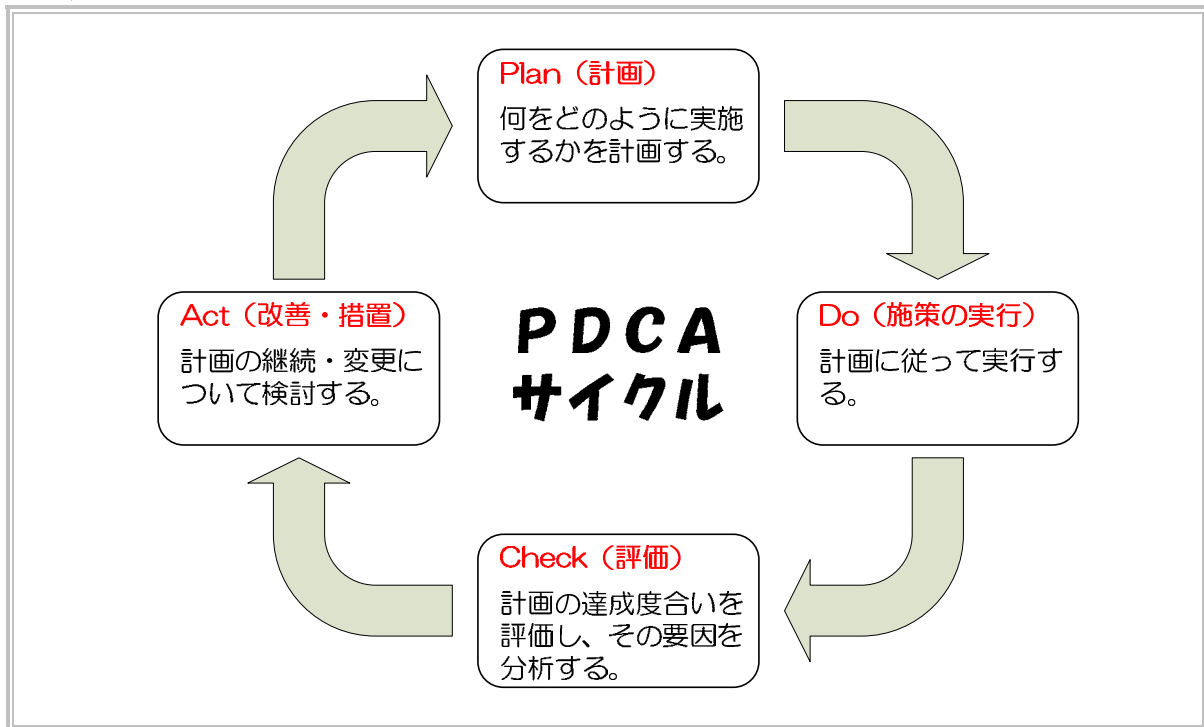 Plan（計画）
何をどのように実施
するかを計画する。
Act（改善・措置）
計画の継続・変更に
ついて検討する。
PDCA
サイクル
Do（施策の実行）
計画に従って実行す
る。
Check（評価）
計画の達成度合いを
評価し、その要因を
分析する。